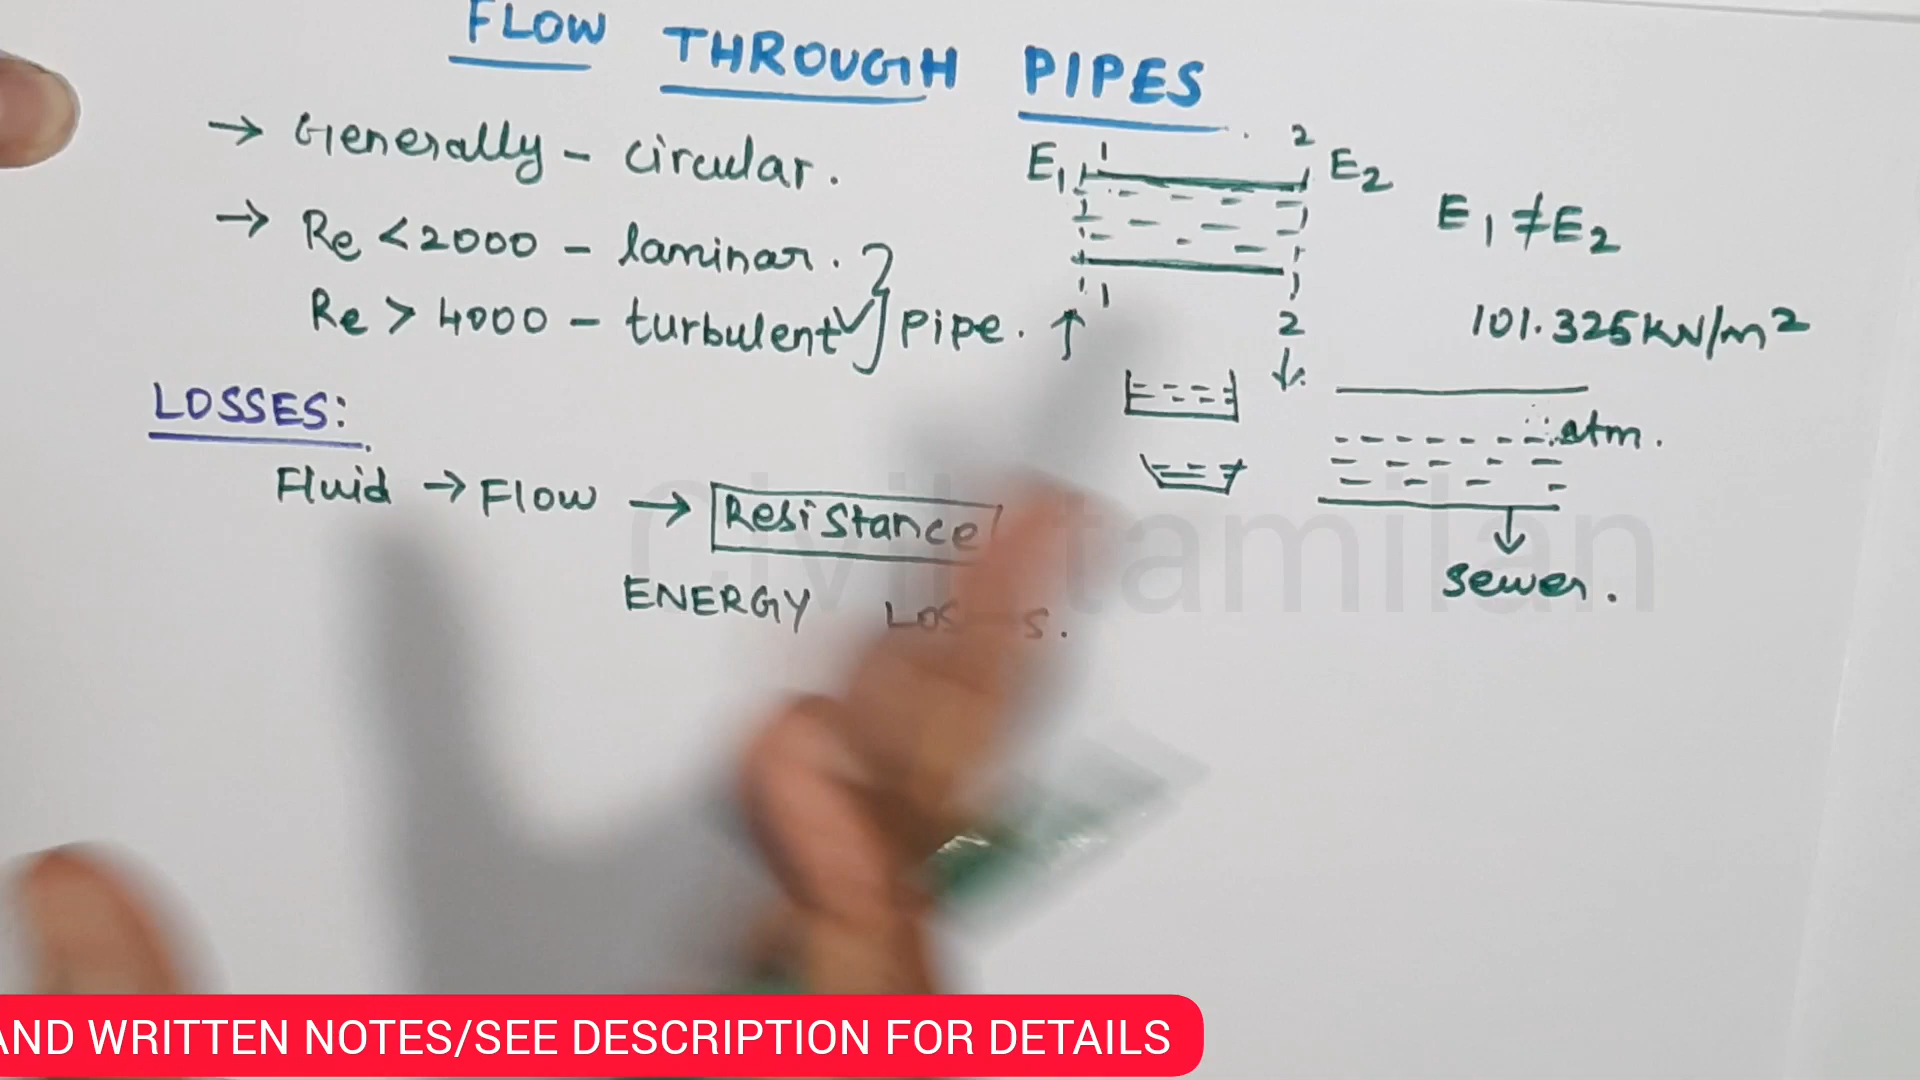 FLOW THROUGH PIPES
→ Generally - circular.
→ Re < 2000 - laminar.
Re > 4000 - turbulent ✓ } Pipe.
LOSSES:
Fluid → Flow → Resistance
ENERGY
1 2
E1 E2
E1 ≠ E2
1 2
↑ ↓
101.325 KN/m2
atm.
↓
sewer.
Civil tamilan
AND WRITTEN NOTES/SEE DESCRIPTION FOR DETAILS